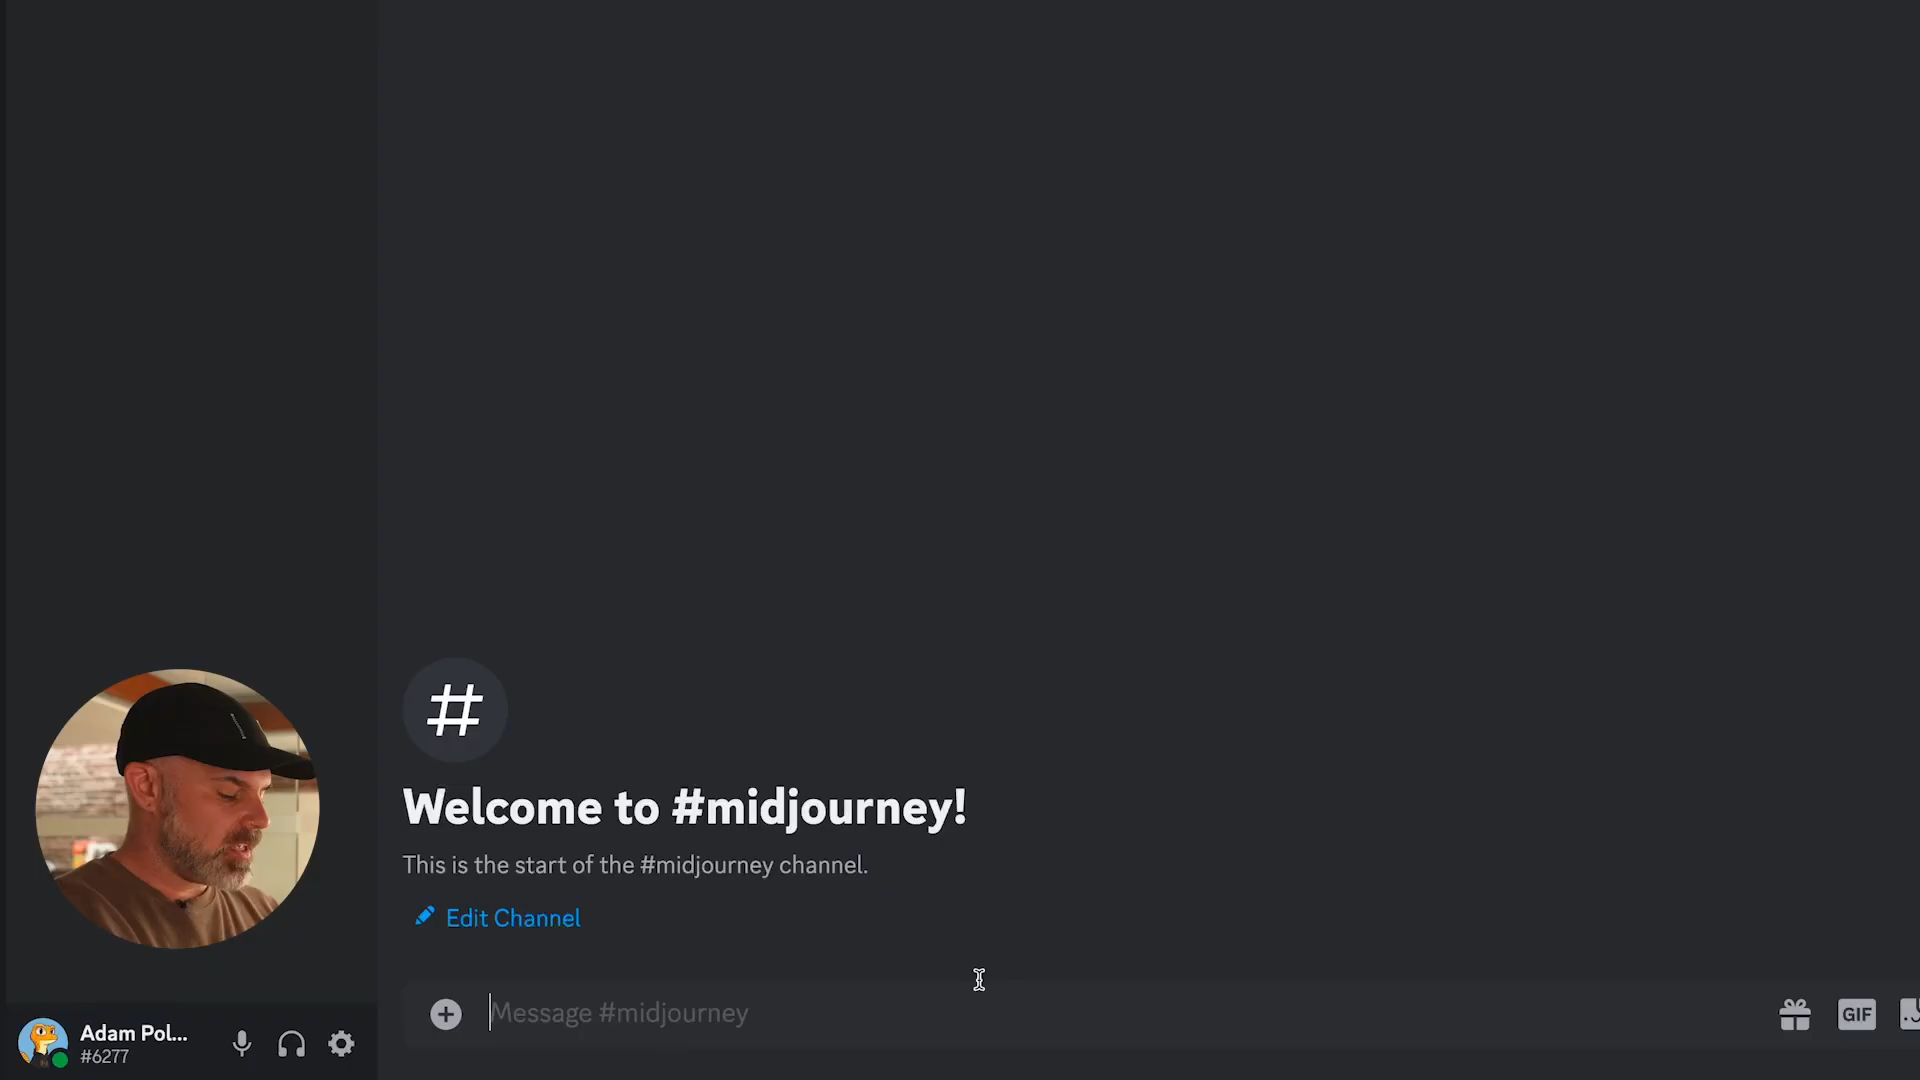 #
Welcome to #midjourney!
This is the start of the #midjourney channel.
Edit Channel
Message #midjourney
GIF
Adam Pol...
#6277